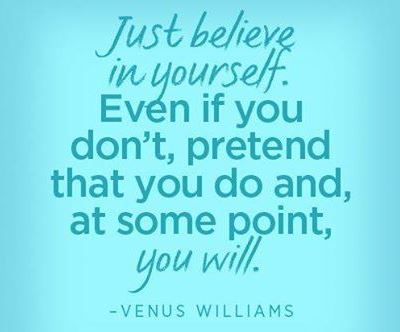 Just believe
in yourself.
Even if you
don't, pretend
that you do and,
at some point,
you will.
–VENUS WILLIAMS